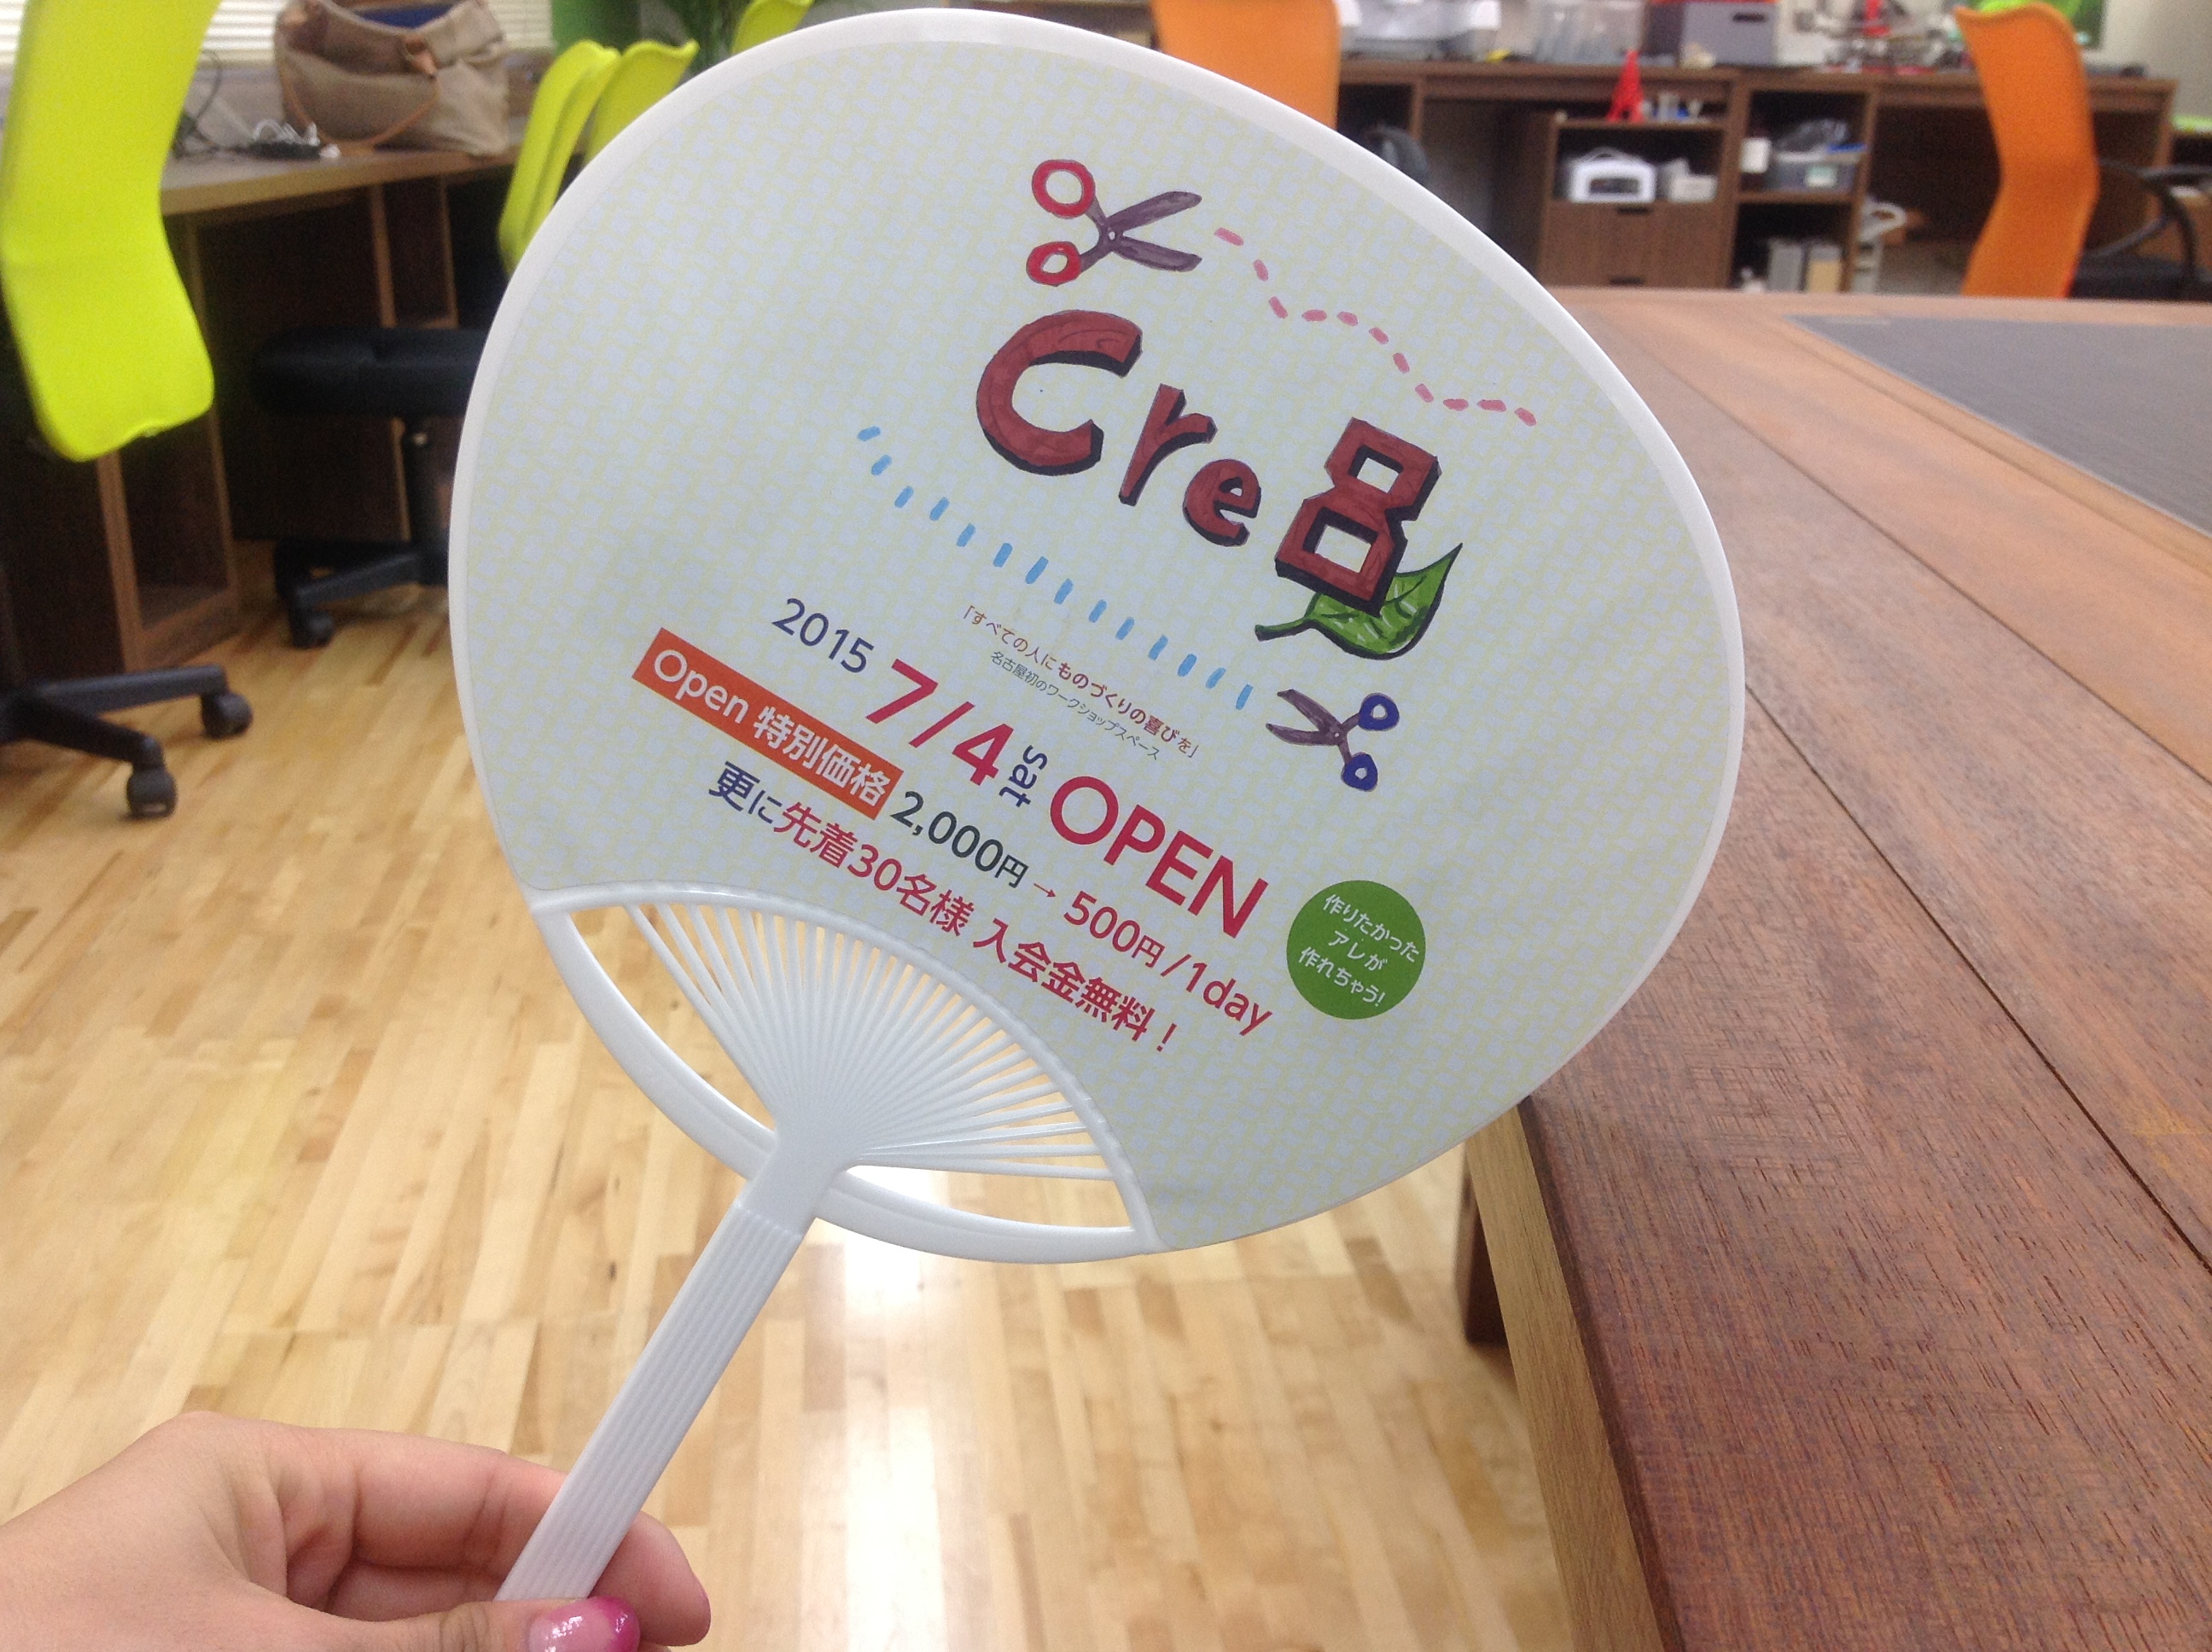 Cre8
「すべての人にものづくりの喜びを」
名古屋初のワークショップスペース
2015 7/4 sat OPEN
Open 特別価格 2,000円→500円/1day
更に先着30名様 入会金無料！
作りたかった
アレが
作れちゃう!